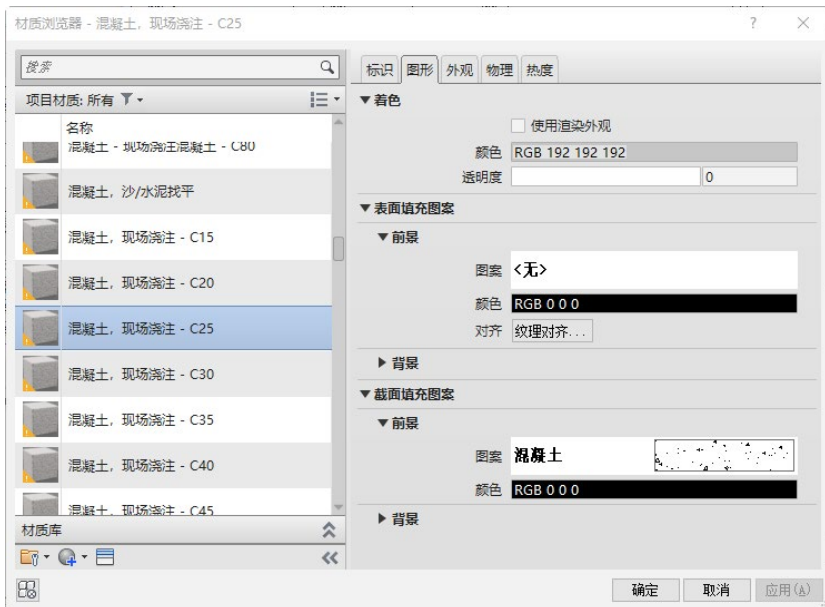 材质浏览器 - 混凝土，现场浇注 - C25
?
搜索
项目材质: 所有
名称
混凝土 - 现场浇注混凝土 - C80
混凝土，沙/水泥找平
混凝土，现场浇注 - C15
混凝土，现场浇注 - C20
混凝土，现场浇注 - C25
混凝土，现场浇注 - C30
混凝土，现场浇注 - C35
混凝土，现场浇注 - C40
混凝土，现场浇注 - C45
材质库
标识 图形 外观 物理 热度
着色
使用渲染外观
颜色 RGB 192 192 192
透明度 0
表面填充图案
前景
图案 <无>
颜色 RGB 0 0 0
对齐 纹理对齐...
背景
截面填充图案
前景
图案 混凝土
颜色 RGB 0 0 0
背景
确定 取消 应用(A)